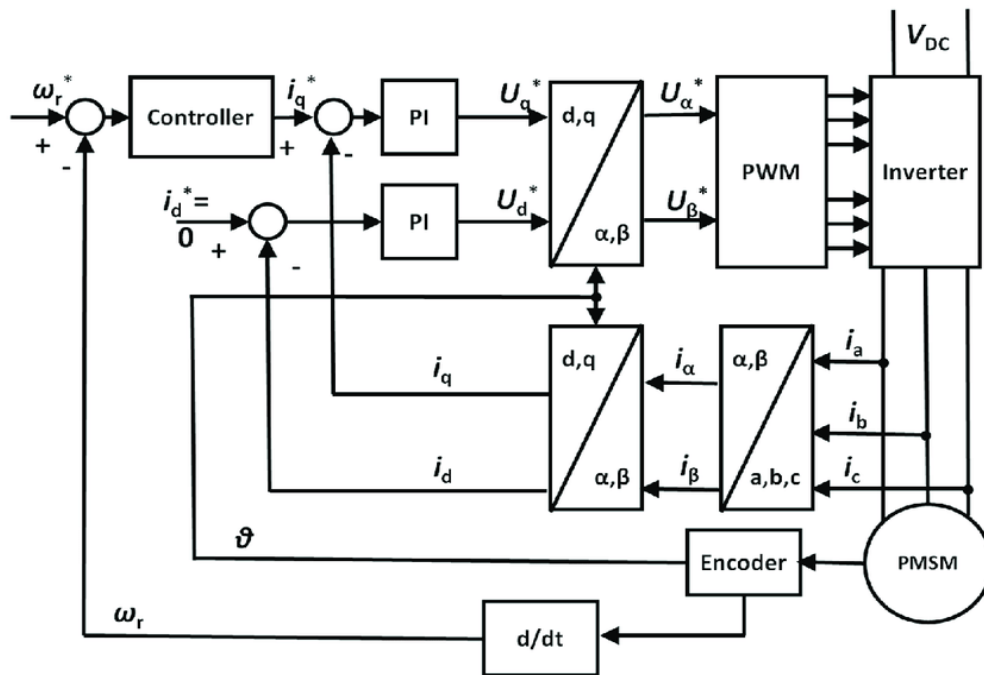 V_DC
ω_r^*
+
-
Controller
i_q^*
+
-
PI
U_q^*
d,q
α,β
U_α^*
U_β^*
PWM
Inverter
i_d^*=
0
+
-
PI
U_d^*
i_q
i_d
d,q
α,β
i_α
i_β
α,β
a,b,c
i_a
i_b
i_c
ϑ
Encoder
PMSM
ω_r
d/dt